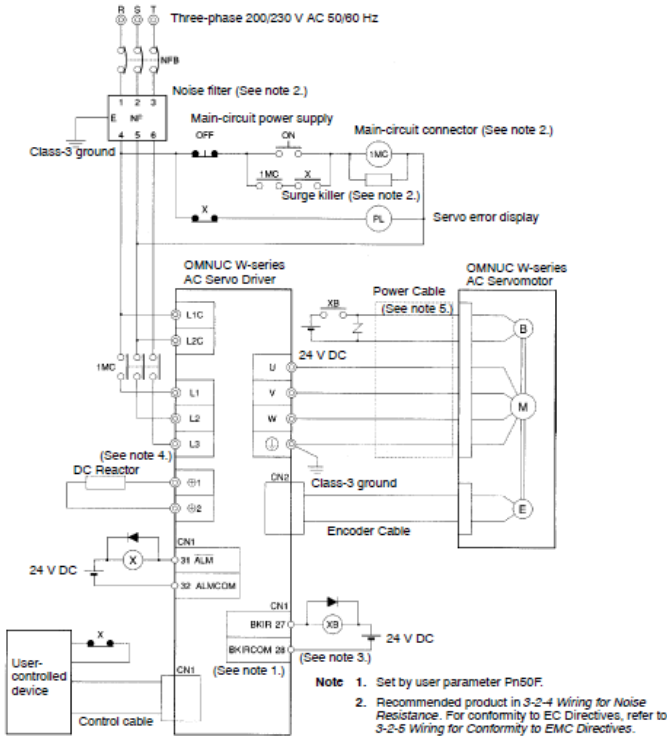 R S T
Three-phase 200/230 V AC 50/60 Hz
NFB
Noise filter (See note 2.)
1 2 3
E NF
4 5 6
Class-3 ground
Main-circuit power supply
OFF
ON
Main-circuit connector (See note 2.)
1MC
1MC
X
Surge killer (See note 2.)
X
PL
Servo error display
OMNUC W-series
AC Servo Driver
OMNUC W-series
AC Servomotor
Power Cable
(See note 5.)
XB
24 V DC
B
L1C
L2C
1MC
U
V
W
M
L1
L2
L3
(See note 4.)
DC Reactor
⊕1
⊕2
CN2
Class-3 ground
E
Encoder Cable
CN1
X
31 ALM
24 V DC
32 ALMCOM
CN1
BKIR 27
XB
24 V DC
BKIRCOM 28
(See note 1.)
(See note 3.)
X
User-
controlled
device
CN1
Control cable
Note 1. Set by user parameter Pn50F.
2. Recommended product in 3-2-4 Wiring for Noise
Resistance. For conformity to EC Directives, refer to
3-2-5 Wiring for Conformity to EMC Directives.